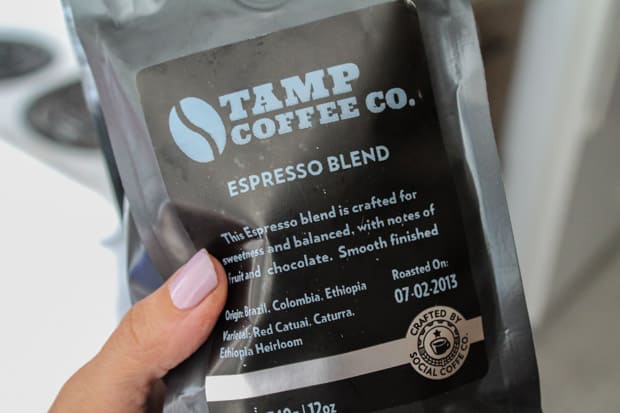 TAMP
COFFEE CO.
ESPRESSO BLEND
This Espresso blend is crafted for
sweetness and balanced, with notes of
fruit and chocolate. Smooth finished
Origin: Brazil, Colombia, Ethiopia
Varietal: Red Catuai, Caturra,
Ethiopia Heirloom
Roasted On:
07-02-2013
CRAFTED BY
SOCIAL COFFEE CO.
340g | 12oz